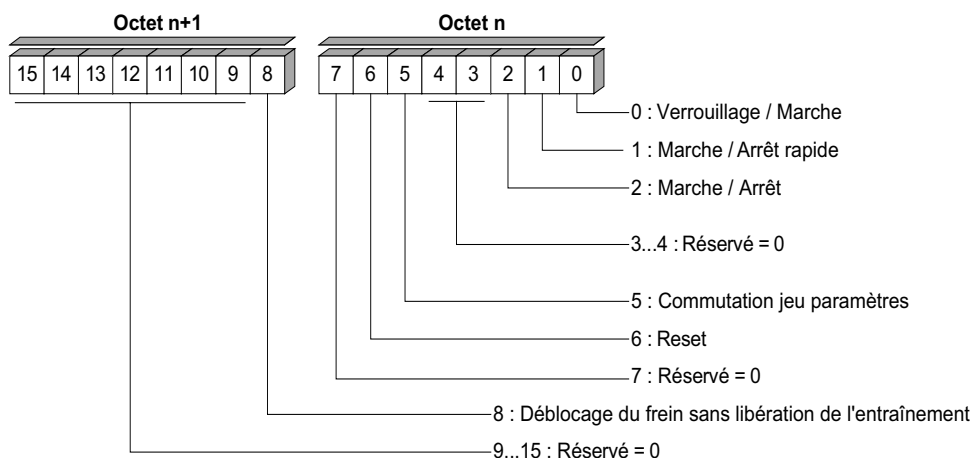 Octet n+1 Octet n
15 14 13 12 11 10 9 8 7 6 5 4 3 2 1 0
0 : Verrouillage / Marche
1 : Marche / Arrêt rapide
2 : Marche / Arrêt
3...4 : Réservé = 0
5 : Commutation jeu paramètres
6 : Reset
7 : Réservé = 0
8 : Déblocage du frein sans libération de l'entraînement
9...15 : Réservé = 0